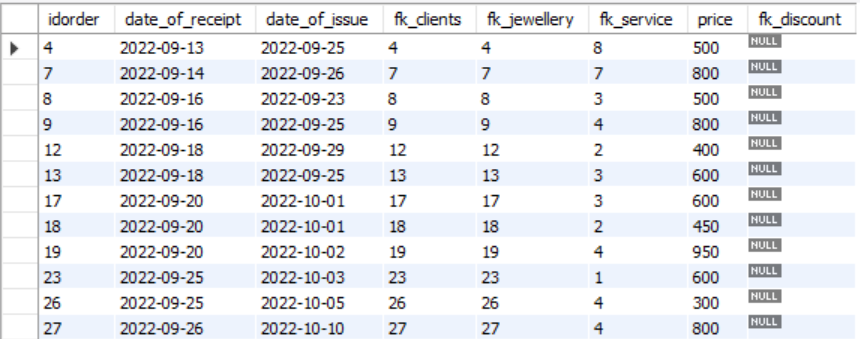 idorder date_of_receipt date_of_issue fk_clients fk_jewellery fk_service price fk_discount
4 2022-09-13 2022-09-25 4 4 8 500 NULL
7 2022-09-14 2022-09-26 7 7 7 800 NULL
8 2022-09-16 2022-09-23 8 8 3 500 NULL
9 2022-09-16 2022-09-25 9 9 4 800 NULL
12 2022-09-18 2022-09-29 12 12 2 400 NULL
13 2022-09-18 2022-09-25 13 13 3 600 NULL
17 2022-09-20 2022-10-01 17 17 3 600 NULL
18 2022-09-20 2022-10-01 18 18 2 450 NULL
19 2022-09-20 2022-10-02 19 19 4 950 NULL
23 2022-09-25 2022-10-03 23 23 1 600 NULL
26 2022-09-25 2022-10-05 26 26 4 300 NULL
27 2022-09-26 2022-10-10 27 27 4 800 NULL